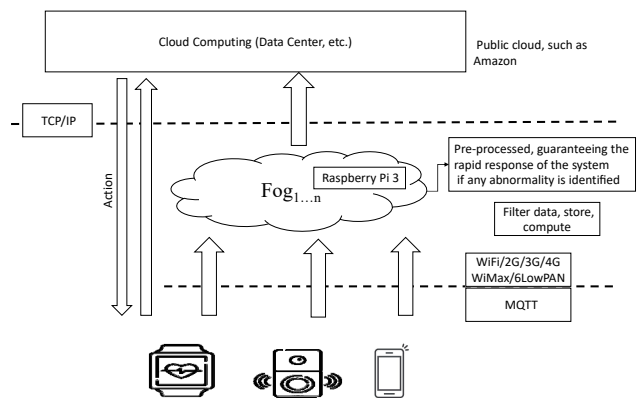 Cloud Computing (Data Center, etc.)
Public cloud, such as
Amazon
TCP/IP
Pre-processed, guaranteeing the
rapid response of the system
if any abnormality is identified
Raspberry Pi 3
Fog1…n
Action
Filter data, store,
compute
WiFi/2G/3G/4G
WiMax/6LowPAN
MQTT